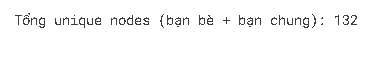 Tổng unique nodes (bạn bè + bạn chung): 132